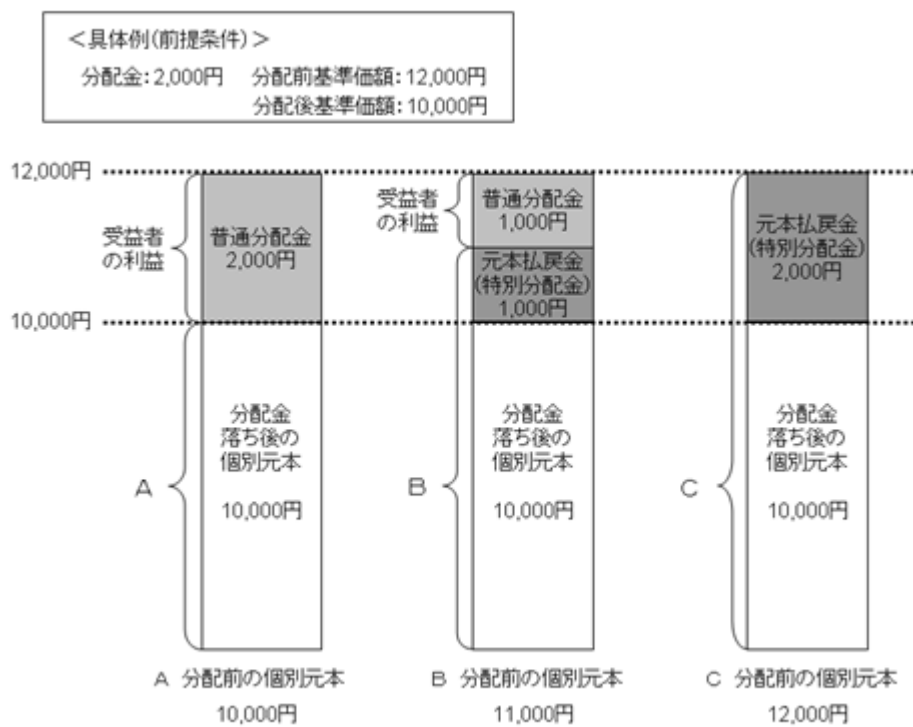 ＜具体例(前提条件)＞
分配金：2,000円　分配前基準価額：12,000円
分配後基準価額：10,000円
12,000円
受益者
の利益
普通分配金
2,000円
10,000円
A
分配金
落ち後の
個別元本
10,000円
A 分配前の個別元本
10,000円
受益者
の利益
普通分配金
1,000円
元本払戻金
(特別分配金)
1,000円
B
分配金
落ち後の
個別元本
10,000円
B 分配前の個別元本
11,000円
元本払戻金
(特別分配金)
2,000円
C
分配金
落ち後の
個別元本
10,000円
C 分配前の個別元本
12,000円